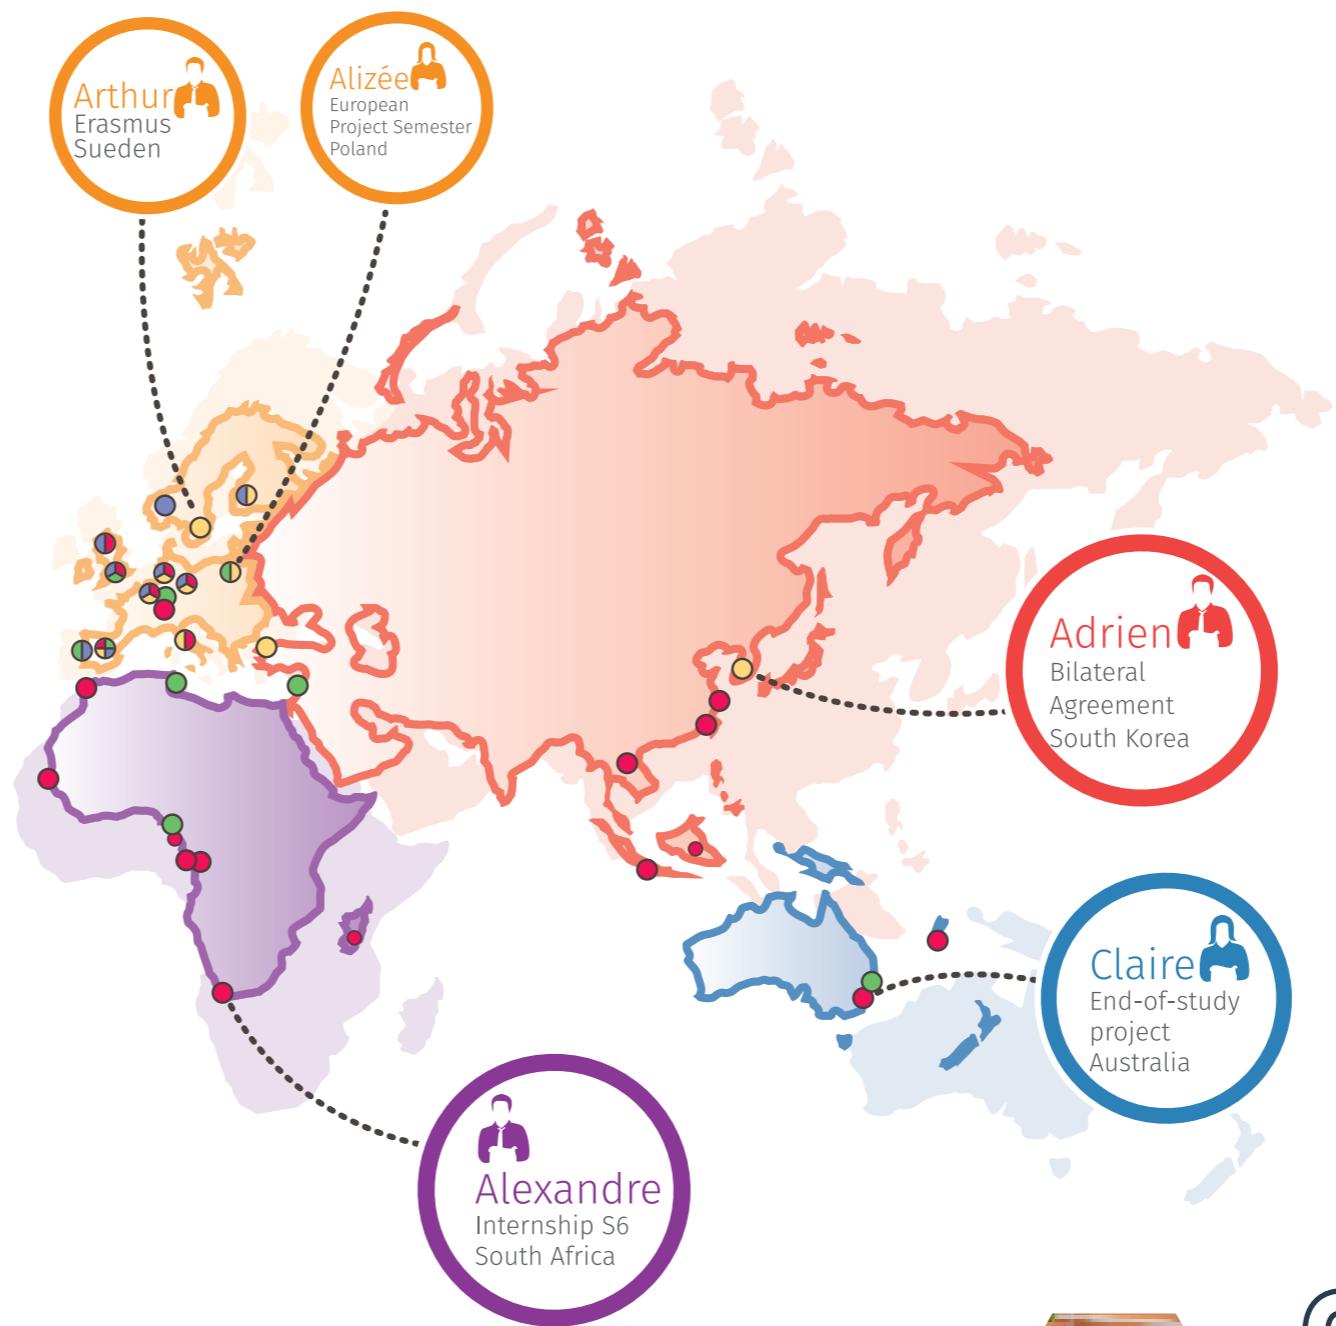 Arthur
Erasmus
Sueden
Alizée
European
Project Semester
Poland
Adrien
Bilateral
Agreement
South Korea
Claire
End-of-study
project
Australia
Alexandre
Internship S6
South Africa